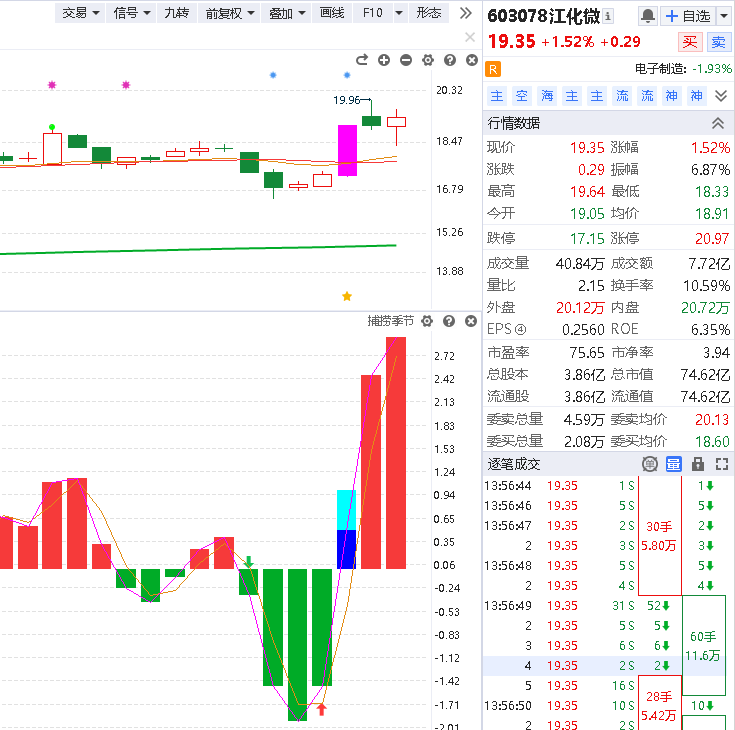 交易 信号 九转 前复权 叠加 画线 F10 形态
603078江化微
自选
19.35 +1.52% +0.29
买 卖
R
电子制造: -1.93%
主 空 海 主 主 流 流 神 神
19.96
20.32
18.47
16.79
15.26
13.88
行情数据
现价 19.35 涨幅 1.52%
涨跌 0.29 振幅 6.87%
最高 19.64 最低 18.33
今开 19.05 均价 18.91
跌停 17.15 涨停 20.97
成交量 40.84万 成交额 7.72亿
量比 2.15 换手率 10.59%
外盘 20.12万 内盘 20.72万
EPS④ 0.2560 ROE 6.35%
市盈率 75.65 市净率 3.94
总股本 3.86亿 总市值 74.62亿
流通股 3.86亿 流通值 74.62亿
委卖总量 4.59万 委卖均价 20.13
委买总量 2.08万 委买均价 18.60
捕捞季节
2.72
2.42
2.13
1.83
1.53
1.24
0.94
0.65
0.35
0.06
-0.24
-0.53
-0.83
-1.12
-1.42
-1.71
-2.01
逐笔成交
13:56:44 19.35 1 S 1
13:56:46 19.35 5 S 5
13:56:47 19.35 2 S 30手 2
2 19.35 3 S 5.80万 3
13:56:48 19.35 5 S 5
2 19.35 4 S 4
13:56:49 19.35 31 S 52
2 19.35 5 S 5
3 19.35 6 S 6 60手
4 19.35 2 S 2 11.6万
5 19.35 16 S 28手
13:56:50 19.35 10 S 5.42万 10
2 19.35 2 S